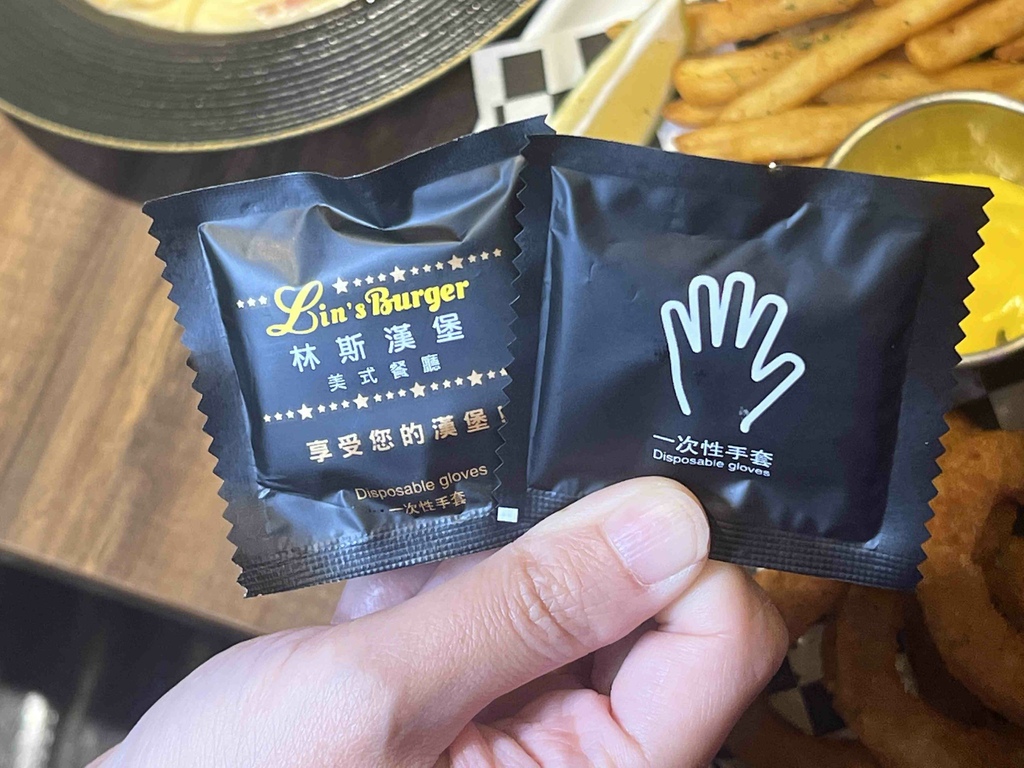 Lin's Burger
林斯漢堡
美式餐廳
享受您的漢堡
Disposable gloves
一次性手套
一次性手套
Disposable gloves